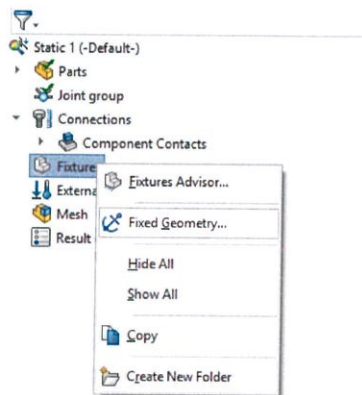 Static 1 (-Default-)
Parts
Joint group
Connections
Component Contacts
Fixture
Externa
Mesh
Result
Fixtures Advisor...
Fixed Geometry...
Hide All
Show All
Copy
Create New Folder